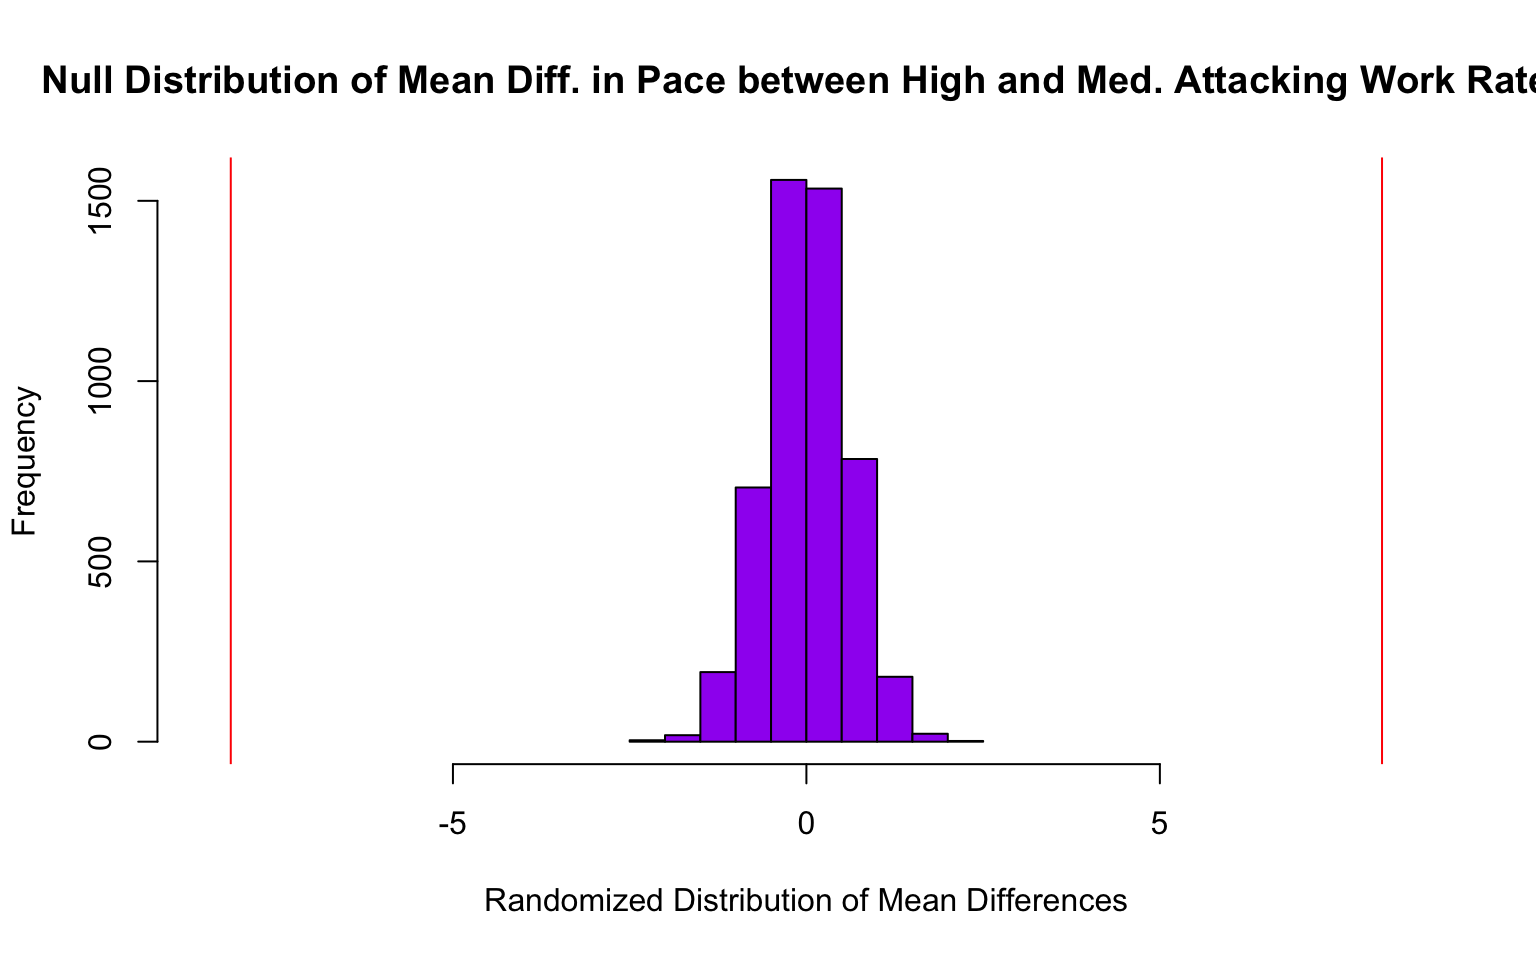 Null Distribution of Mean Diff. in Pace between High and Med. Attacking Work Rate
1500
1000
500
0
Frequency
-5 0 5
Randomized Distribution of Mean Differences